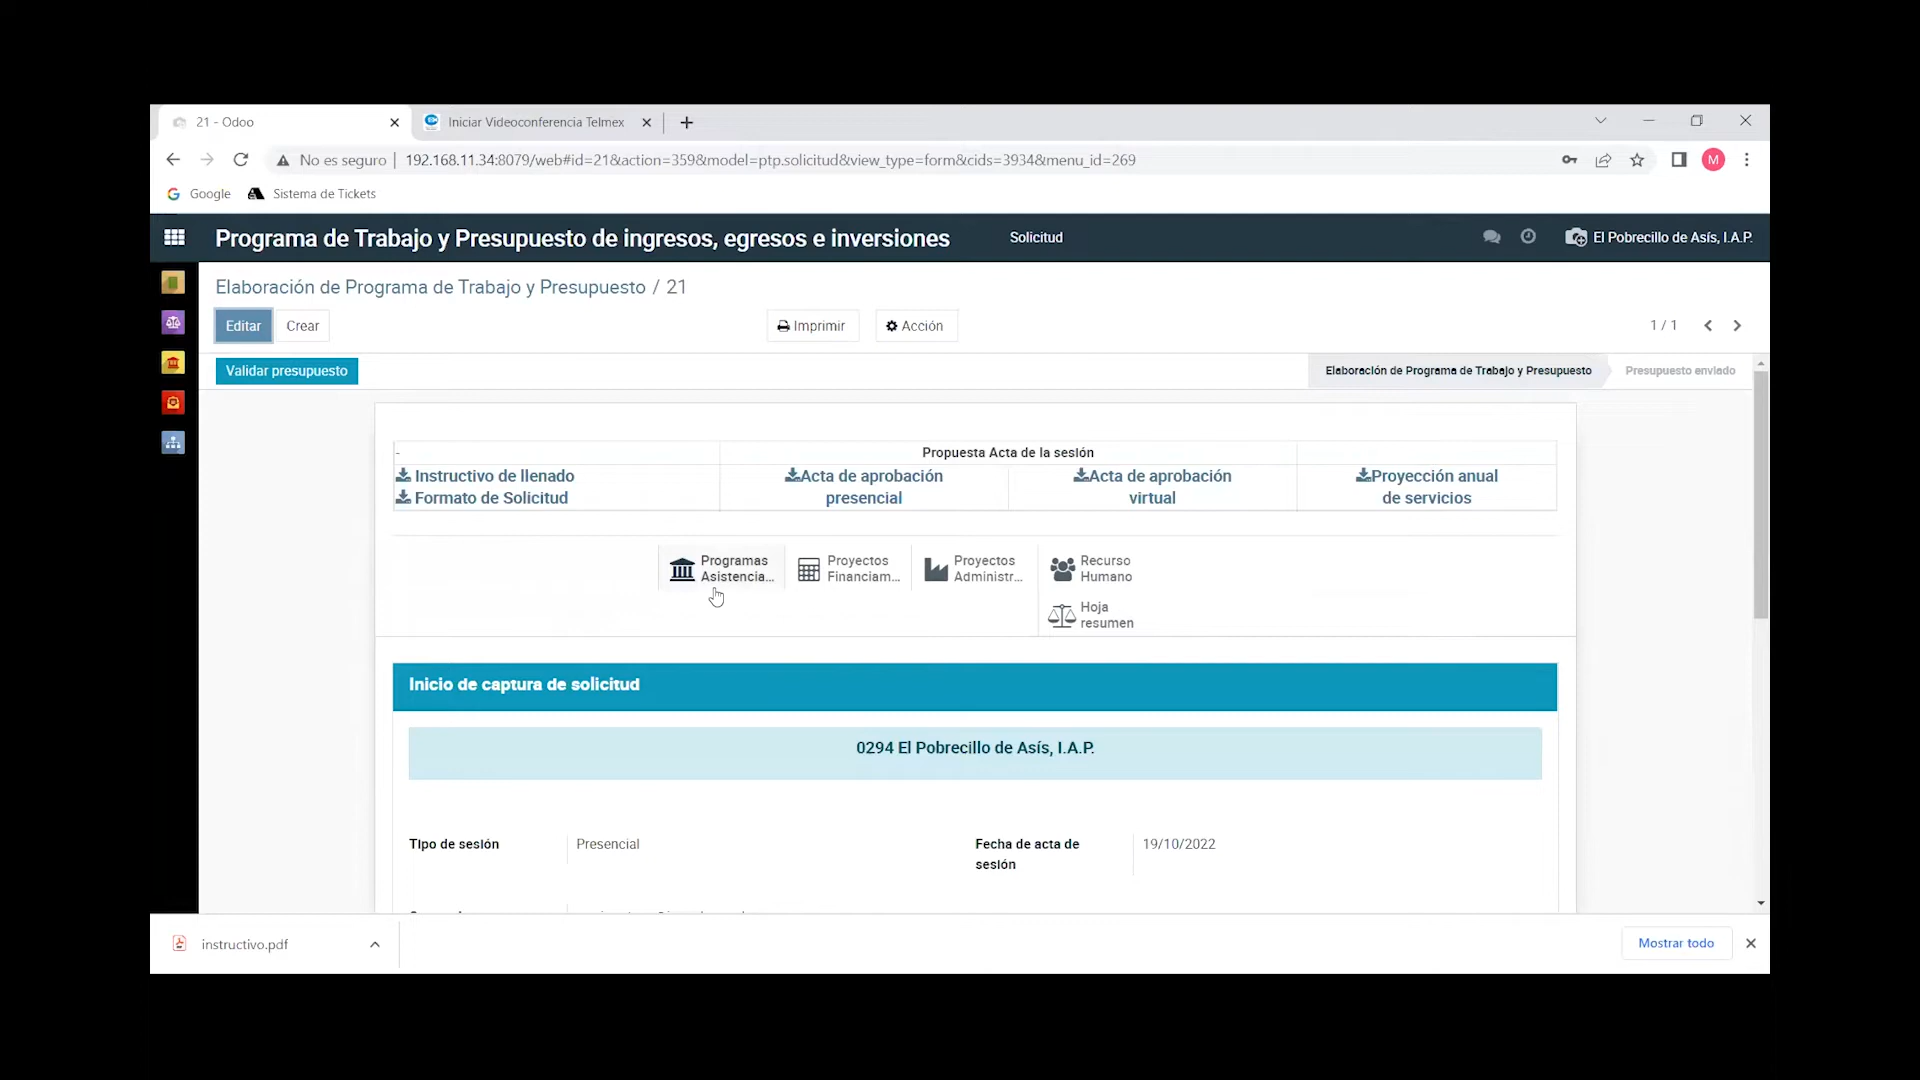 21 - Odoo
Iniciar Videoconferencia Telmex
No es seguro
192.168.11.34:8079/web#id=21&action=359&model=ptp.solicitud&view_type=form&cids=3934&menu_id=269
M
Google
Sistema de Tickets
Programa de Trabajo y Presupuesto de ingresos, egresos e inversiones
Solicitud
El Pobrecillo de Asís, I.A.P.
Elaboración de Programa de Trabajo y Presupuesto / 21
Editar
Crear
Imprimir
Acción
1 / 1
Validar presupuesto
Elaboración de Programa de Trabajo y Presupuesto
Presupuesto enviado
-
Propuesta Acta de la sesión
Instructivo de llenado
Formato de Solicitud
Acta de aprobación
presencial
Acta de aprobación
virtual
Proyección anual
de servicios
Programas
Asistencia...
Proyectos
Financiam...
Proyectos
Administr...
Recurso
Humano
Hoja
resumen
Inicio de captura de solicitud
0294 El Pobrecillo de Asís, I.A.P.
Tipo de sesión
Presencial
Fecha de acta de
sesión
19/10/2022
instructivo.pdf
Mostrar todo